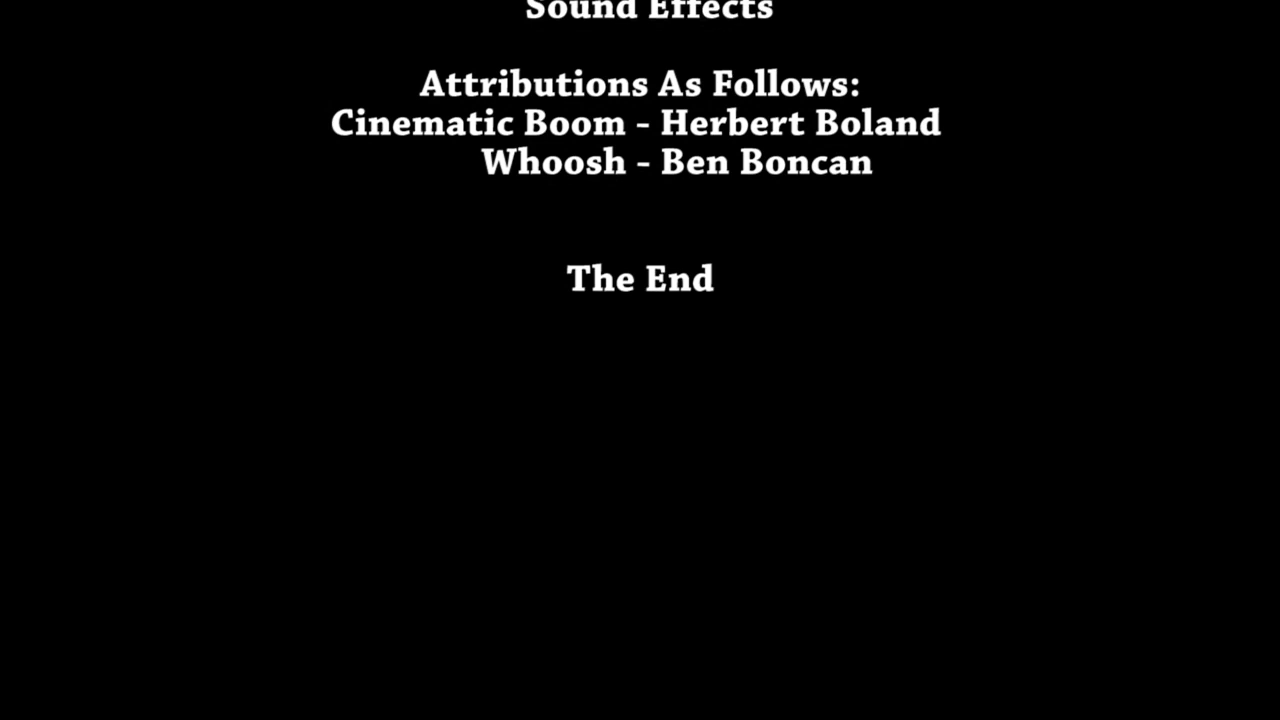 Sound Effects
Attributions As Follows:
Cinematic Boom - Herbert Boland
Whoosh - Ben Boncan
The End